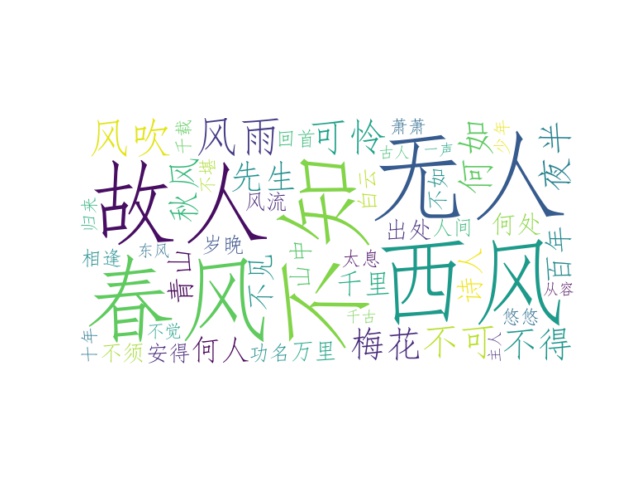 风吹
千载
风雨
回首
可怜
萧萧
古人
一声
何如
少年
夜半
归来
故人
秋风
不堪
先生
风流
不知
白云
无人
不如
出处
人间
何处
相逢
东风
岁晚
山中
太息
诗人
百年
春风
青山
不见
千里
西风
从容
十年
不须
不觉
安得
何人
功名
万里
千古
梅花
不可
主人
悠悠
不得